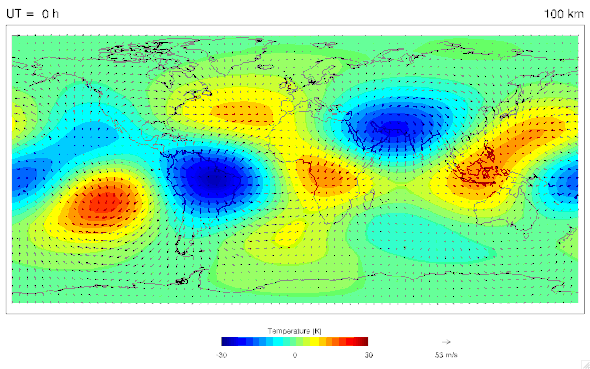 UT = 0 h
100 km
Temperature [K]
-30 0 30
53 m/s